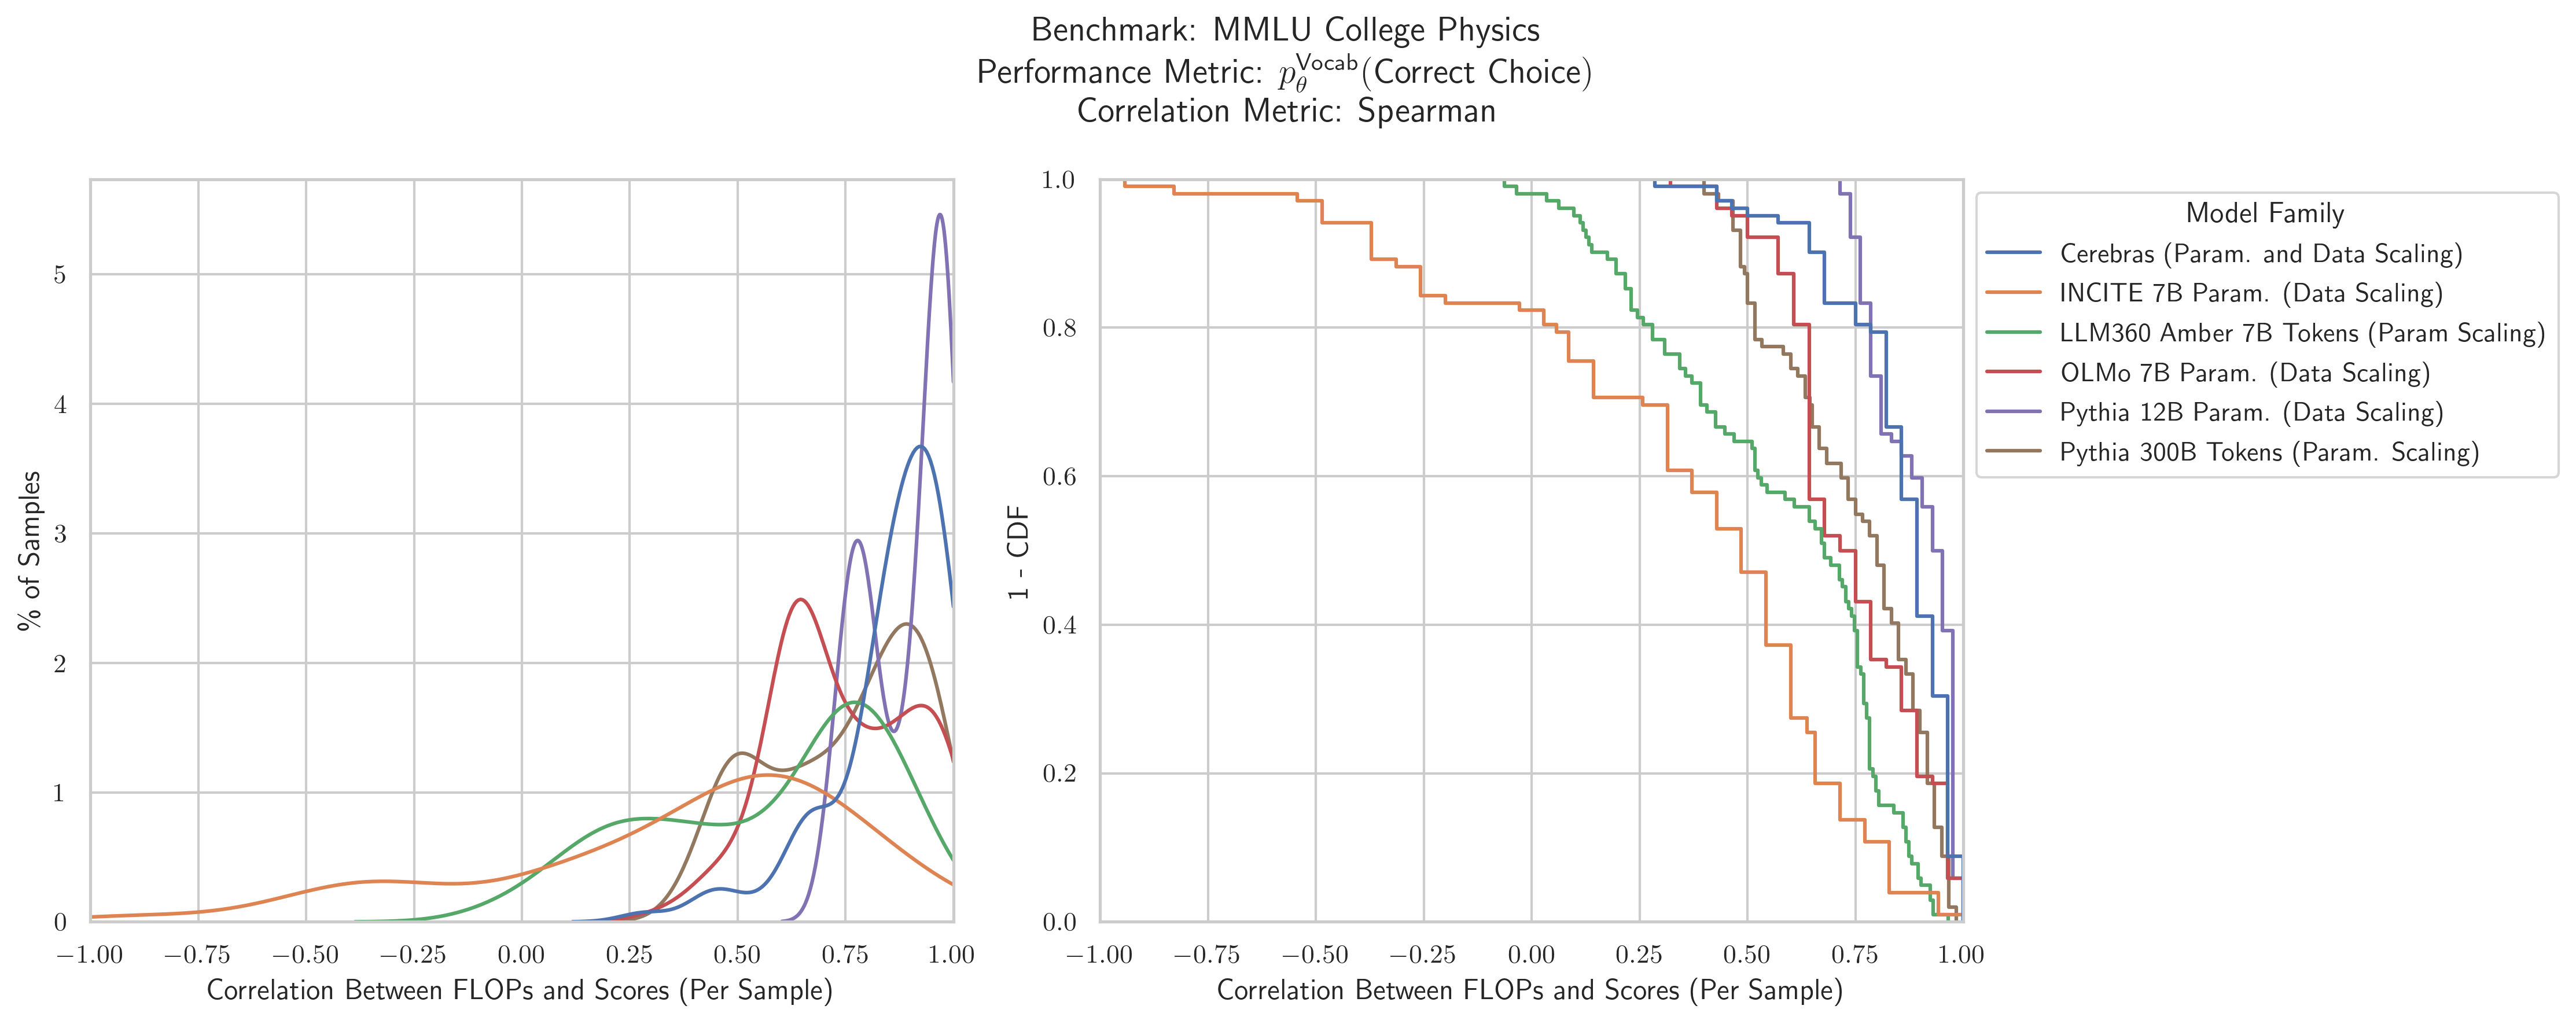 Benchmark: MMLU College Physics
Performance Metric: $p_{\theta}^{\text{Vocab}}$(Correct Choice)
Correlation Metric: Spearman
% of Samples
5
4
3
2
1
0
−1.00 −0.75 −0.50 −0.25 0.00 0.25 0.50 0.75 1.00
Correlation Between FLOPs and Scores (Per Sample)
1 - CDF
1.0
0.8
0.6
0.4
0.2
0.0
−1.00 −0.75 −0.50 −0.25 0.00 0.25 0.50 0.75 1.00
Correlation Between FLOPs and Scores (Per Sample)
Model Family
Cerebras (Param. and Data Scaling)
INCITE 7B Param. (Data Scaling)
LLM360 Amber 7B Tokens (Param Scaling)
OLMo 7B Param. (Data Scaling)
Pythia 12B Param. (Data Scaling)
Pythia 300B Tokens (Param. Scaling)